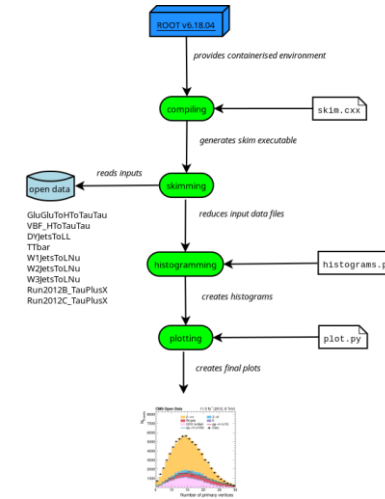 ROOT v6.18.04
provides containerised environment
compiling
skim.cxx
generates skim executable
reads inputs
open data
skimming
GluGluToHToTauTau
VBF_HToTauTau
DYJetsToLL
TTbar
W1JetsToLNu
W2JetsToLNu
W3JetsToLNu
Run2012B_TauPlusX
Run2012C_TauPlusX
reduces input data files
histogramming
histograms.p
creates histograms
plotting
plot.py
creates final plots
CMS Open Data
Number of primary vertices